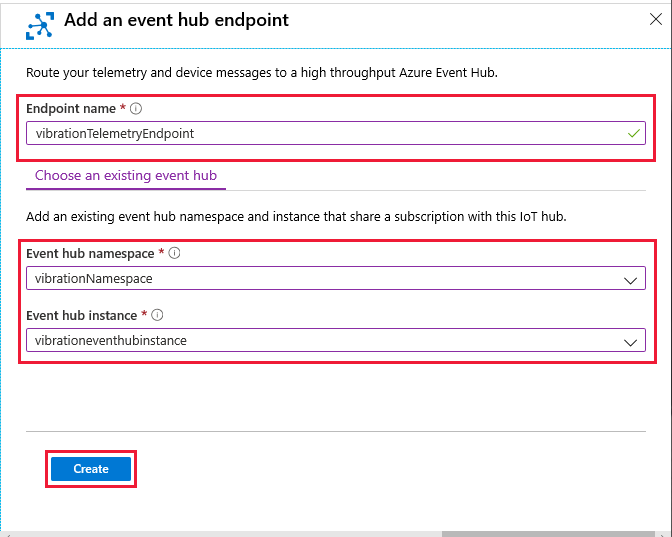 Add an event hub endpoint
Route your telemetry and device messages to a high throughput Azure Event Hub.
Endpoint name *
vibrationTelemetryEndpoint
Choose an existing event hub
Add an existing event hub namespace and instance that share a subscription with this IoT hub.
Event hub namespace *
vibrationNamespace
Event hub instance *
vibrationeventhubinstance
Create